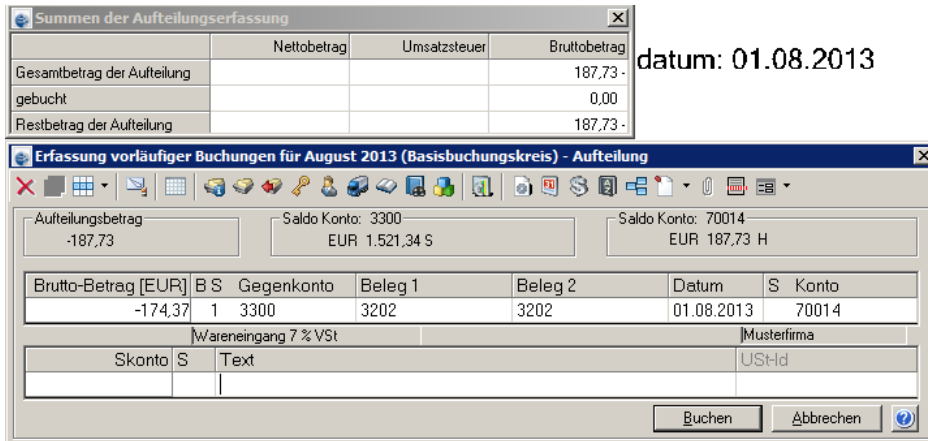 Summen der Aufteilungserfassung
Nettobetrag Umsatzsteuer Bruttobetrag
Gesamtbetrag der Aufteilung 187,73 -
gebucht 0,00
Restbetrag der Aufteilung 187,73 -
datum: 01.08.2013
Erfassung vorläufiger Buchungen für August 2013 (Basisbuchungskreis) - Aufteilung
Aufteilungsbetrag Saldo Konto: 3300 Saldo Konto: 70014
-187,73 EUR 1.521,34 S EUR 187,73 H
Brutto-Betrag [EUR] B S Gegenkonto Beleg 1 Beleg 2 Datum S Konto
-174,37 1 3300 3202 3202 01.08.2013 70014
Wareneingang 7 % VSt Musterfirma
Skonto S Text USt-Id
Buchen Abbrechen